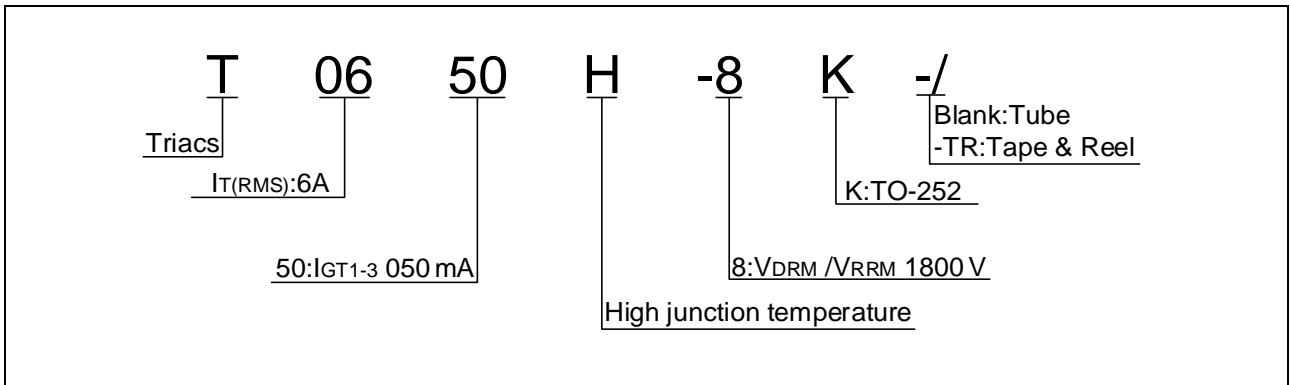 T 06 50 H -8 K -/
Blank:Tube
Triacs
-TR:Tape & Reel
IT(RMS):6A
K:TO-252
50:IGT1-3 050 mA
8:VDRM /VRRM 1800 V
High junction temperature